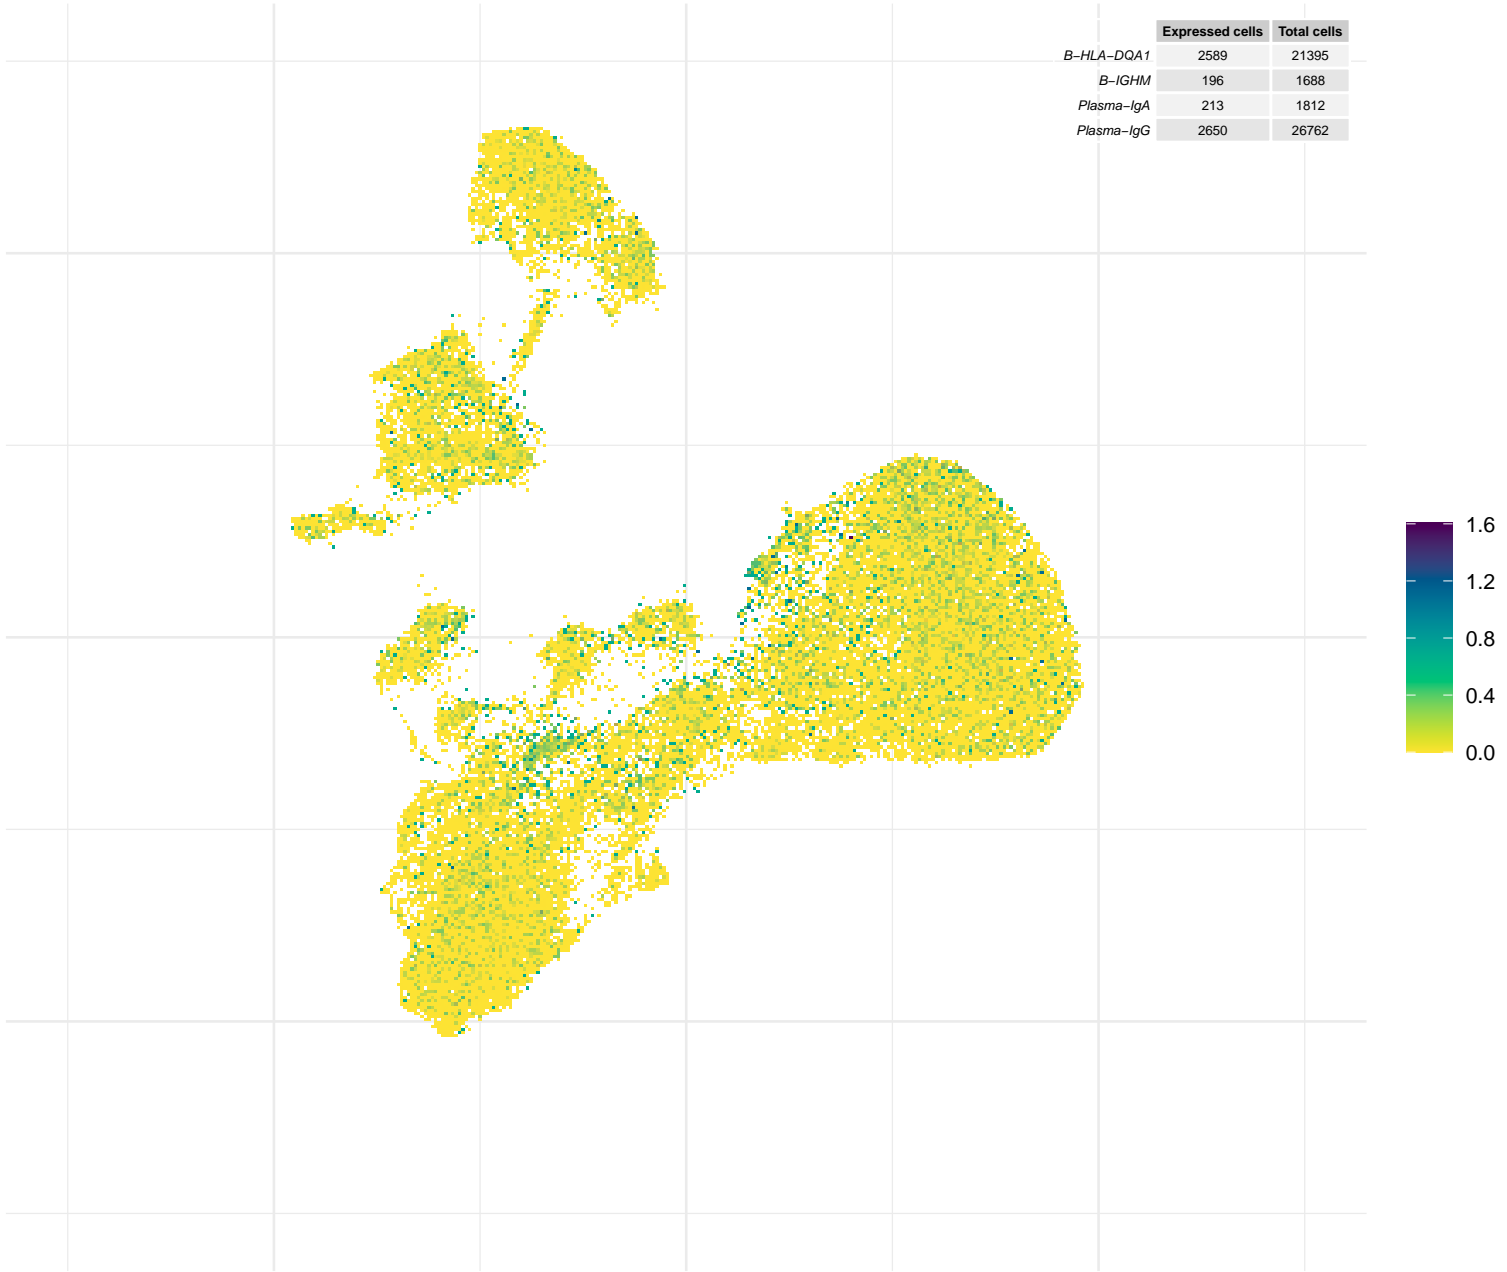 Expressed cells Total cells
B−HLA−DQA1 2589 21395
B−IGHM 196 1688
Plasma−IgA 213 1812
Plasma−IgG 2650 26762
1.6
1.2
0.8
0.4
0.0